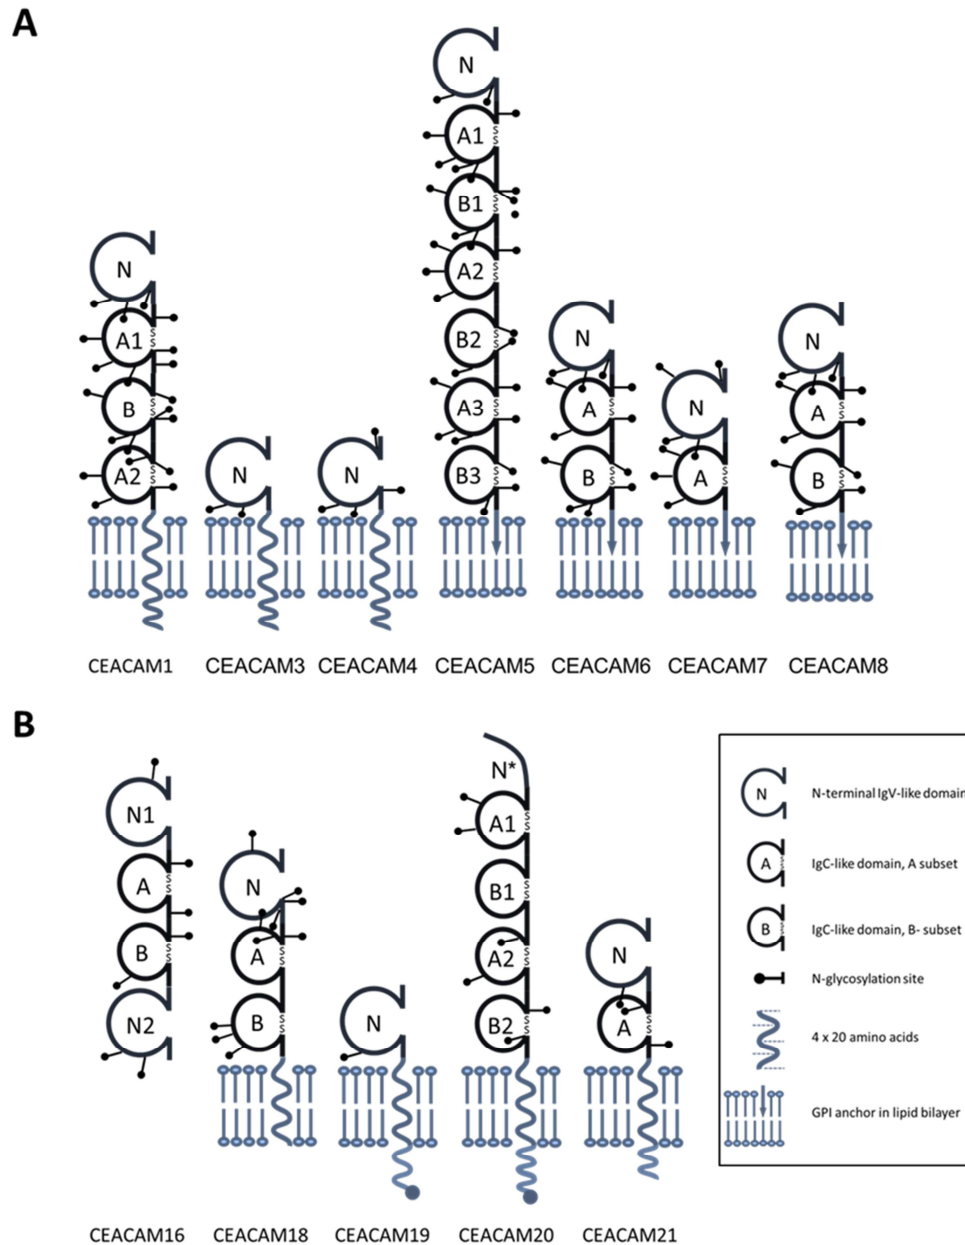 A
N
A1
B
A2
N
N
N
A1
B1
A2
B2
A3
B3
N
A
B
N
A
N
A
B
CEACAM1 CEACAM3 CEACAM4 CEACAM5 CEACAM6 CEACAM7 CEACAM8
B
N1
A
B
N2
N
A
B
N
N*
A1
B1
A2
B2
N
A
CEACAM16 CEACAM18 CEACAM19 CEACAM20 CEACAM21
N N-terminal IgV-like domain
A IgC-like domain, A subset
B IgC-like domain, B- subset
N-glycosylation site
4 x 20 amino acids
GPI anchor in lipid bilayer